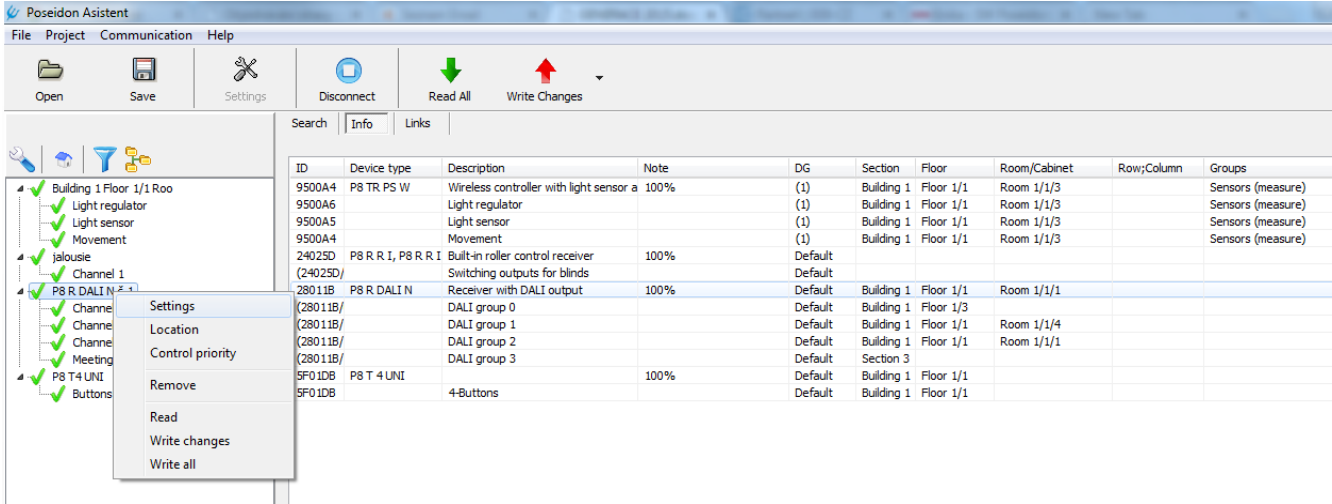 Poseidon Asistent
File Project Communication Help
Open Save Settings Disconnect Read All Write Changes
Search Info Links
ID Device type Description Note DG Section Floor Room/Cabinet Row;Column Groups
Building 1 Floor 1/1 Roo
Light regulator
Light sensor
Movement
jalousie
Channel 1
P8 R DALI N č.1
Channe
Channe
Channe
Meeting
P8 T4 UNI
Buttons
Settings
Location
Control priority
Remove
Read
Write changes
Write all
9500A4 P8 TR PS W Wireless controller with light sensor a 100% (1) Building 1 Floor 1/1 Room 1/1/3 Sensors (measure)
9500A6 Light regulator (1) Building 1 Floor 1/1 Room 1/1/3 Sensors (measure)
9500A5 Light sensor (1) Building 1 Floor 1/1 Room 1/1/3 Sensors (measure)
9500A4 Movement (1) Building 1 Floor 1/1 Room 1/1/3 Sensors (measure)
24025D P8 R R I, P8 R R I Built-in roller control receiver 100% Default
(24025D/ Switching outputs for blinds Default
28011B P8 R DALI N Receiver with DALI output 100% Default Building 1 Floor 1/1 Room 1/1/1
(28011B/ DALI group 0 Default Building 1 Floor 1/3
(28011B/ DALI group 1 Default Building 1 Floor 1/1 Room 1/1/4
(28011B/ DALI group 2 Default Building 1 Floor 1/1 Room 1/1/1
(28011B/ DALI group 3 Default Section 3
5F01DB P8 T 4 UNI 100% Default Building 1 Floor 1/1
5F01DB 4-Buttons Default Building 1 Floor 1/1